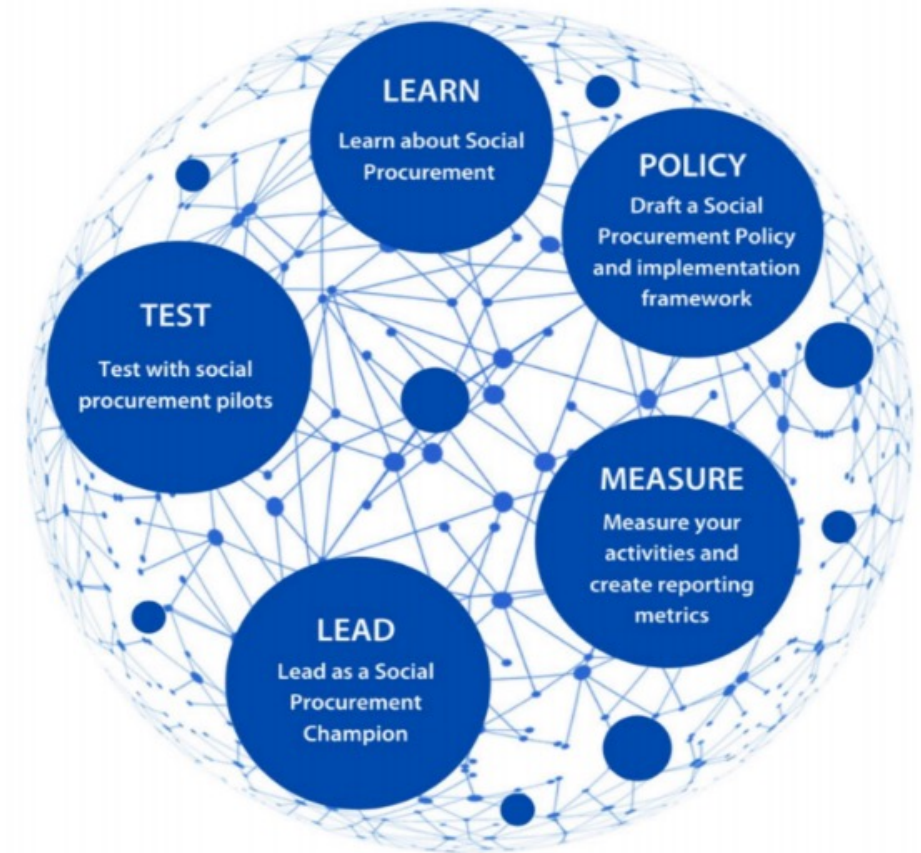 LEARN
Learn about Social
Procurement
POLICY
Draft a Social
Procurement Policy
and implementation
framework
TEST
Test with social
procurement pilots
MEASURE
Measure your
activities and
create reporting
metrics
LEAD
Lead as a Social
Procurement
Champion